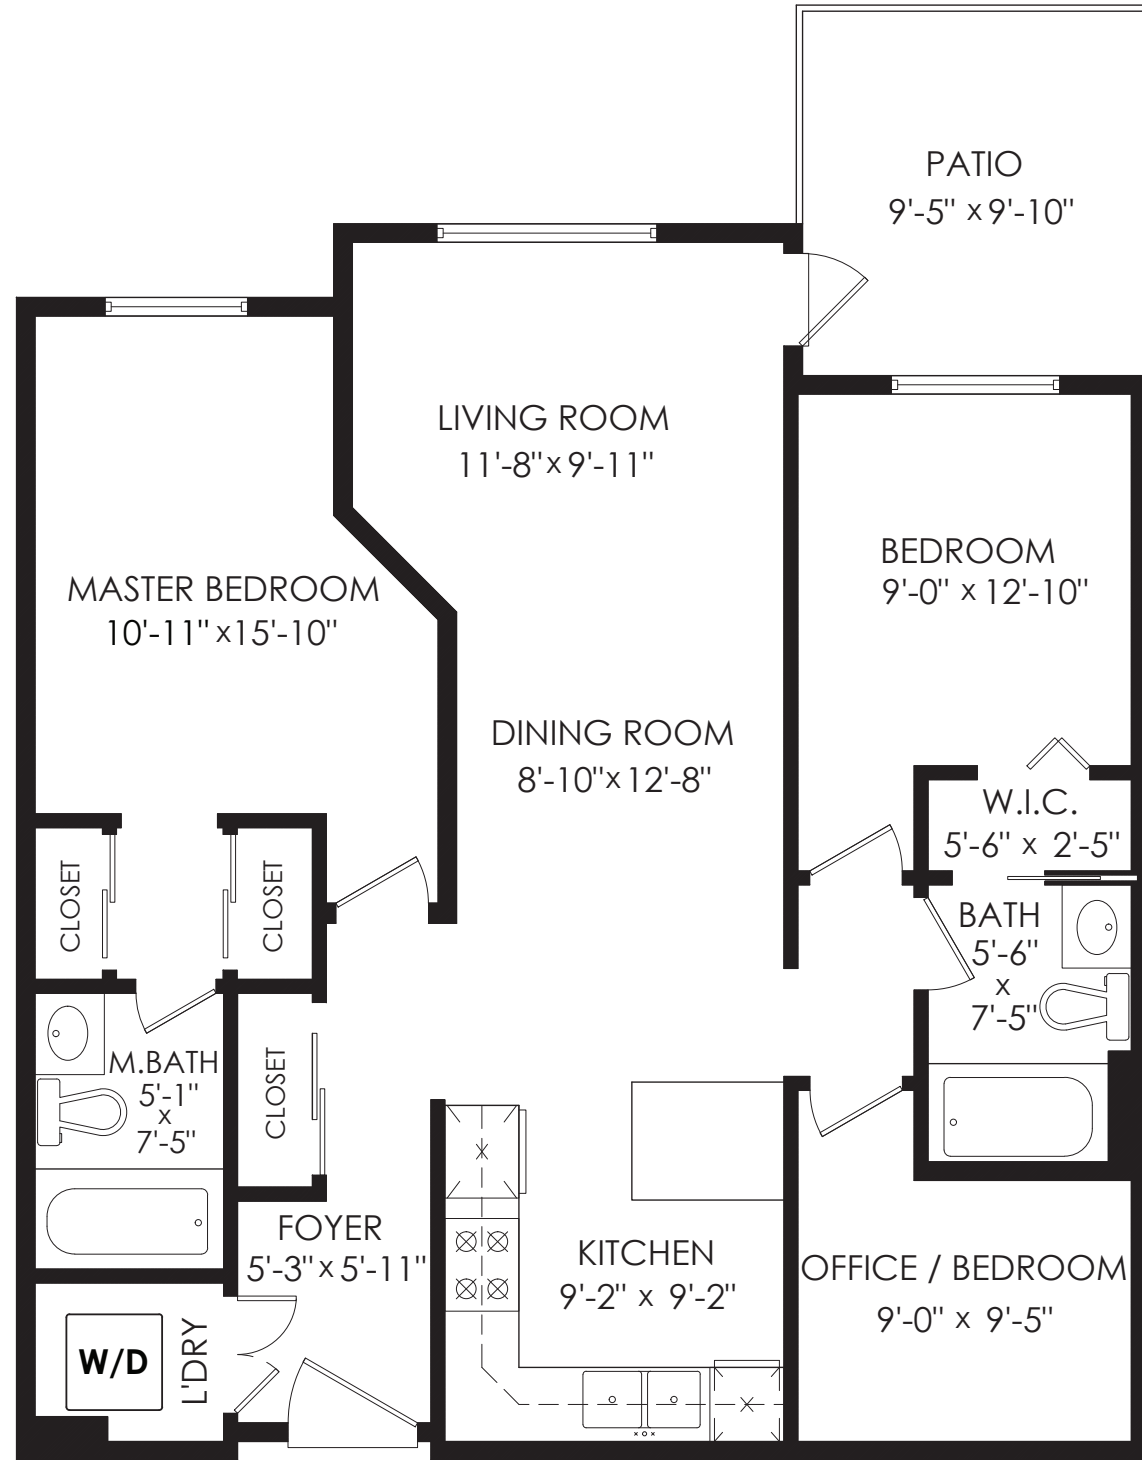 PATIO
9'-5" x 9'-10"
LIVING ROOM
11'-8" x 9'-11"
BEDROOM
9'-0" x 12'-10"
MASTER BEDROOM
10'-11" x 15'-10"
DINING ROOM
8'-10" x 12'-8"
W.I.C.
5'-6" x 2'-5"
CLOSET
CLOSET
BATH
5'-6"
x
7'-5"
M.BATH
5'-1"
x
7'-5"
CLOSET
FOYER
5'-3" x 5'-11"
KITCHEN
9'-2" x 9'-2"
OFFICE / BEDROOM
9'-0" x 9'-5"
W/D
L'DRY